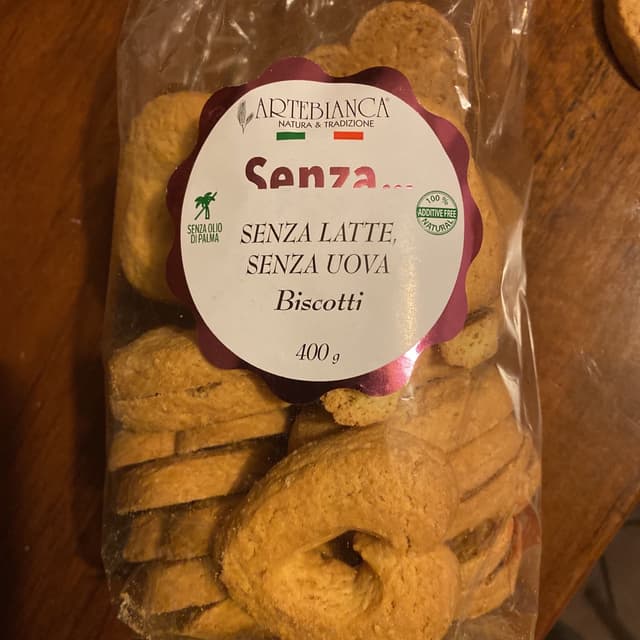 ARTEBIANCA®
NATURA & TRADIZIONE
Senza...
SENZA OLIO
DI PALMA
100 %
ADDITIVE FREE
NATURAL
SENZA LATTE,
SENZA UOVA
Biscotti
400 g